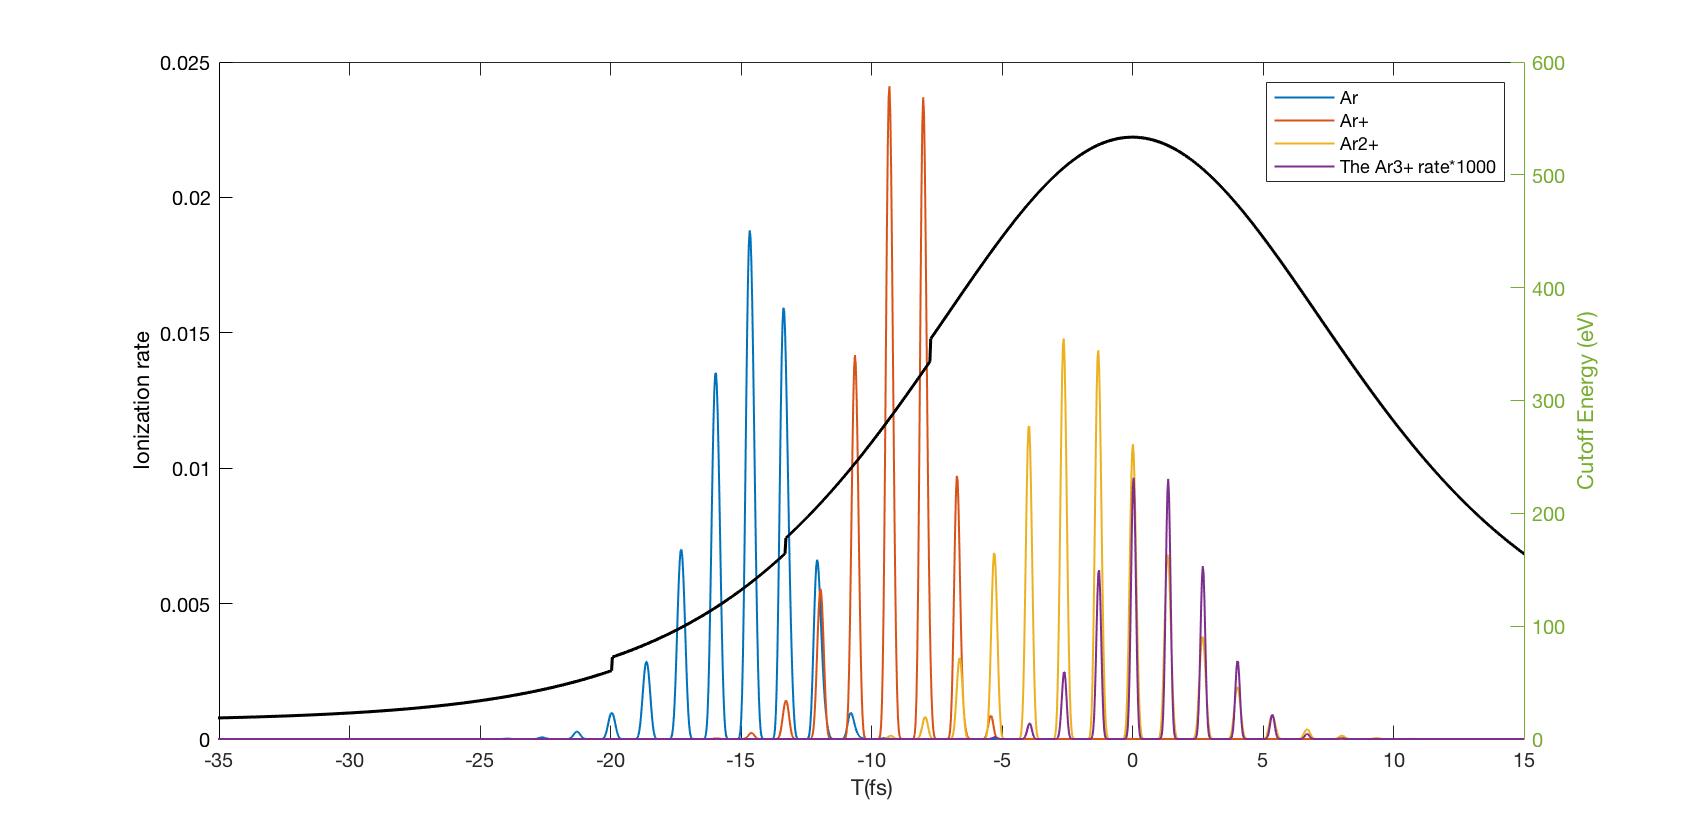 0.025
0.02
0.015
0.01
0.005
0
Ionization rate
600
500
400
300
200
100
0
Cutoff Energy (eV)
Ar
Ar+
Ar2+
The Ar3+ rate*1000
-35 -30 -25 -20 -15 -10 -5 0 5 10 15
T(fs)